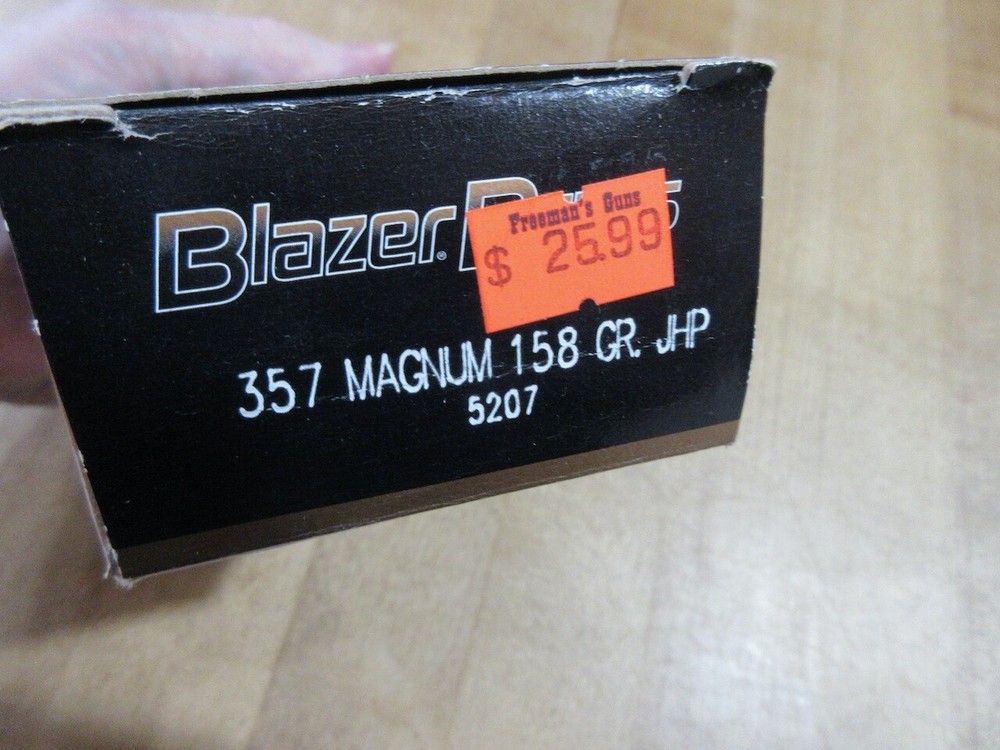 Blazer®
Freeman's Guns
$ 25.99
357 MAGNUM 158 GR. JHP
5207